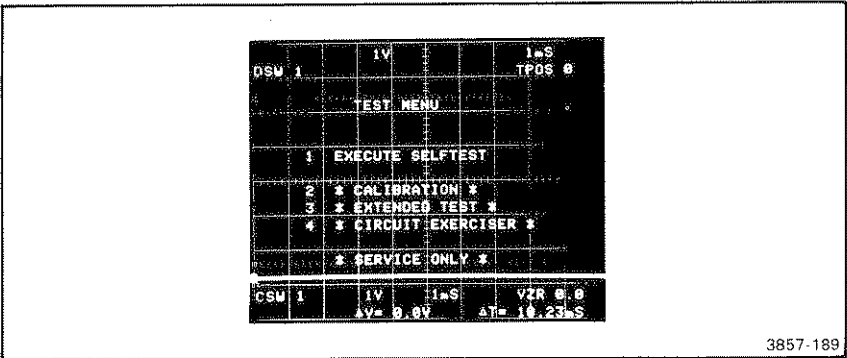 1V 1mS
DSW 1 TPOS 0
TEST MENU
1 EXECUTE SELFTEST
2 * CALIBRATION *
3 * EXTENDED TEST *
4 * CIRCUIT EXERCISER *
* SERVICE ONLY *
CSW 1 1V 1mS VZR 0.0
ΔV= 0.0V ΔT= 10.23mS
3857-189